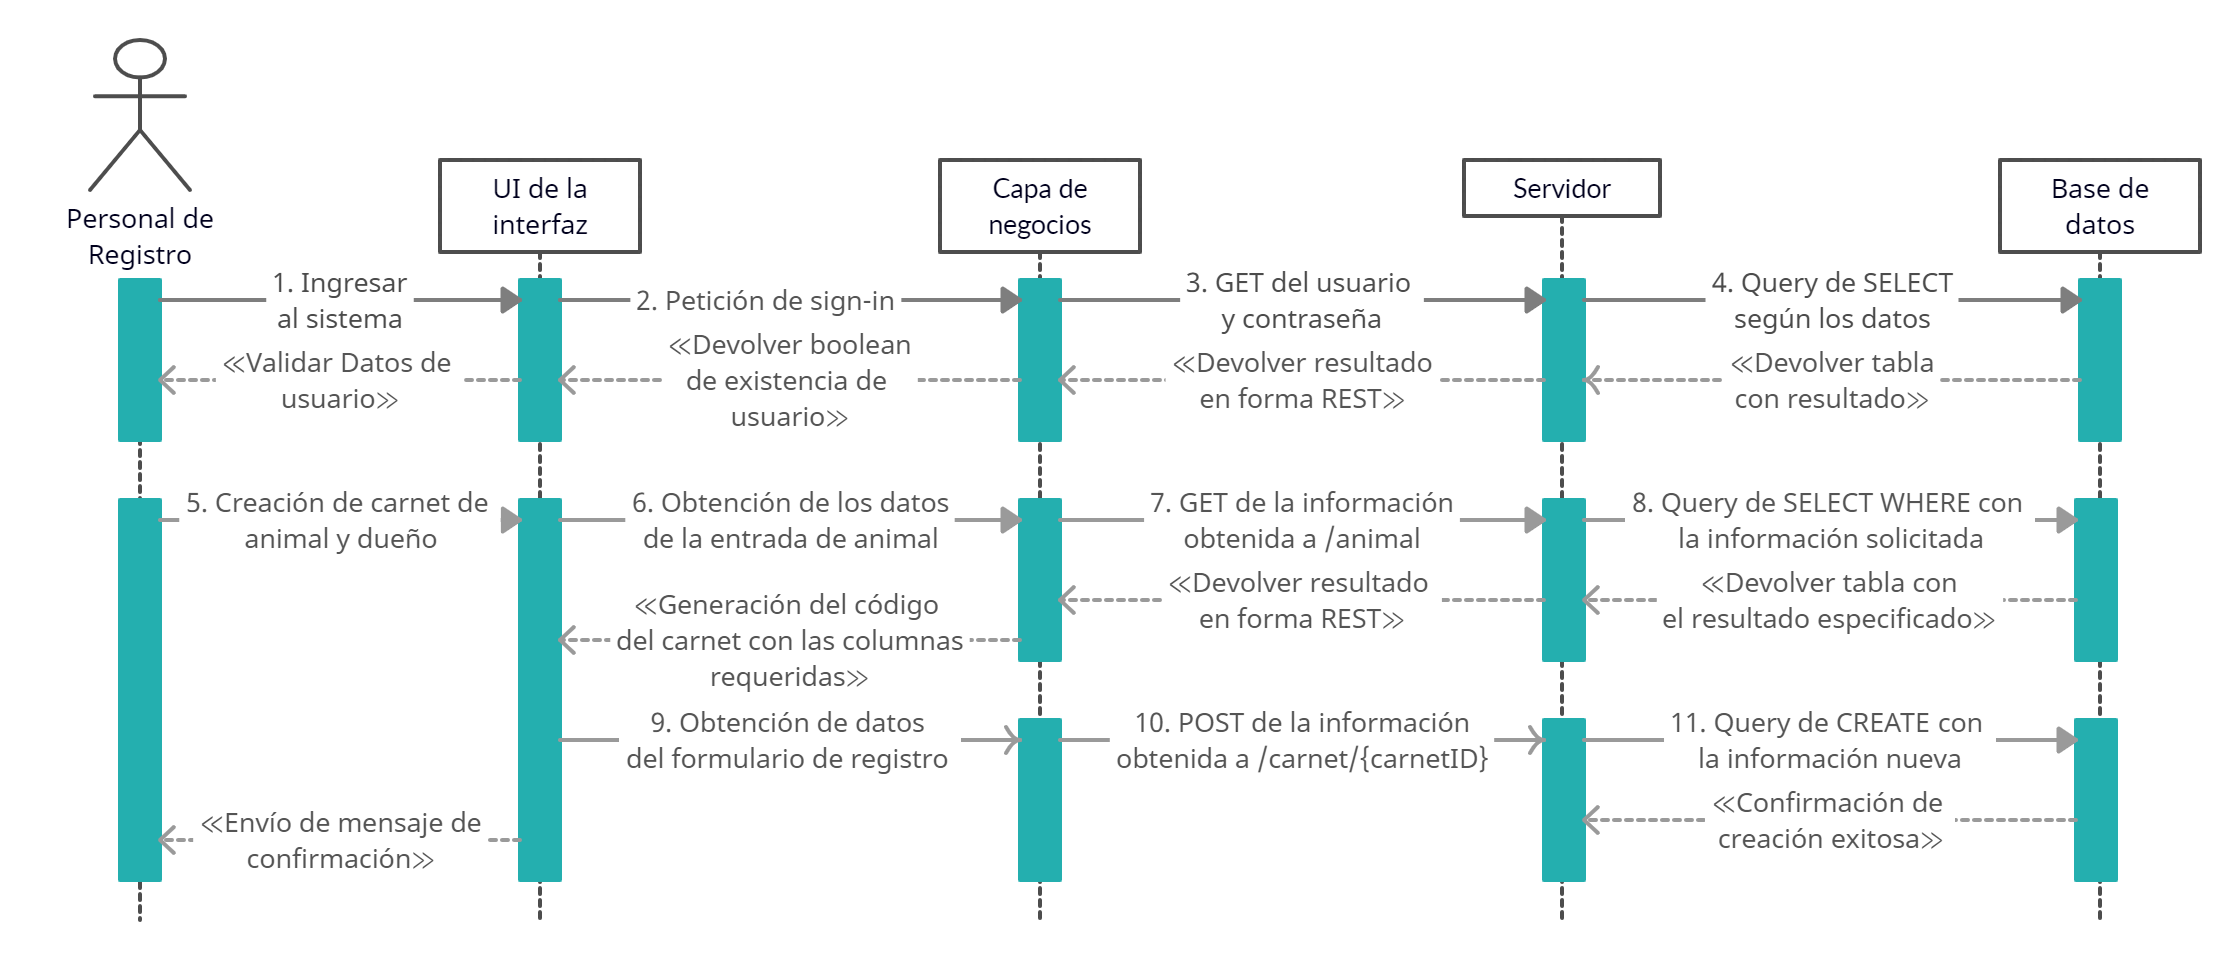 Personal de
Registro
UI de la
interfaz
Capa de
negocios
Servidor
Base de
datos
1. Ingresar
al sistema
2. Petición de sign-in
3. GET del usuario
y contraseña
4. Query de SELECT
según los datos
≪Validar Datos de
usuario≫
≪Devolver boolean
de existencia de
usuario≫
≪Devolver resultado
en forma REST≫
≪Devolver tabla
con resultado≫
5. Creación de carnet de
animal y dueño
6. Obtención de los datos
de la entrada de animal
7. GET de la información
obtenida a /animal
8. Query de SELECT WHERE con
la información solicitada
≪Generación del código
del carnet con las columnas
requeridas≫
≪Devolver resultado
en forma REST≫
≪Devolver tabla con
el resultado especificado≫
9. Obtención de datos
del formulario de registro
10. POST de la información
obtenida a /carnet/{carnetID}
11. Query de CREATE con
la información nueva
≪Envío de mensaje de
confirmación≫
≪Confirmación de
creación exitosa≫